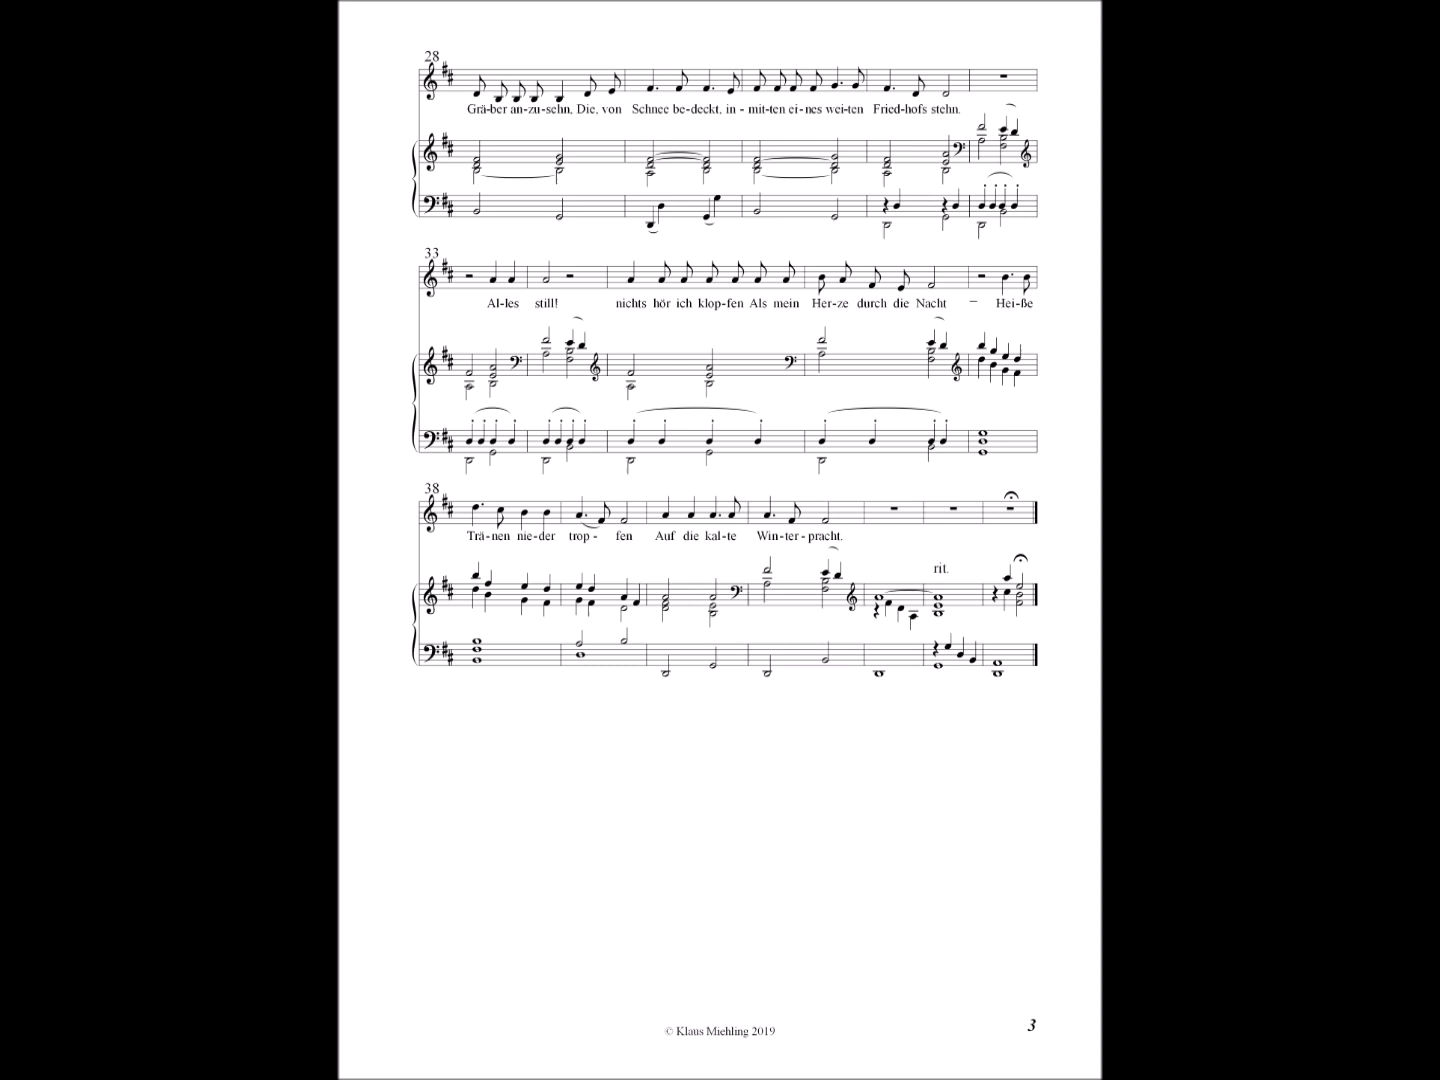 28
Grä-ber an-zu-sehn, Die, von Schnee be-deckt, in-mit-ten ei-nes wei-ten Fried-hofs stehn.
33
Al-les still! nichts hör ich klop-fen Als mein Her-ze durch die Nacht – Hei-ße
38
rit.
Trä-nen nie-der trop-fen Auf die kal-te Win-ter-pracht.
© Klaus Miehling 2019
3